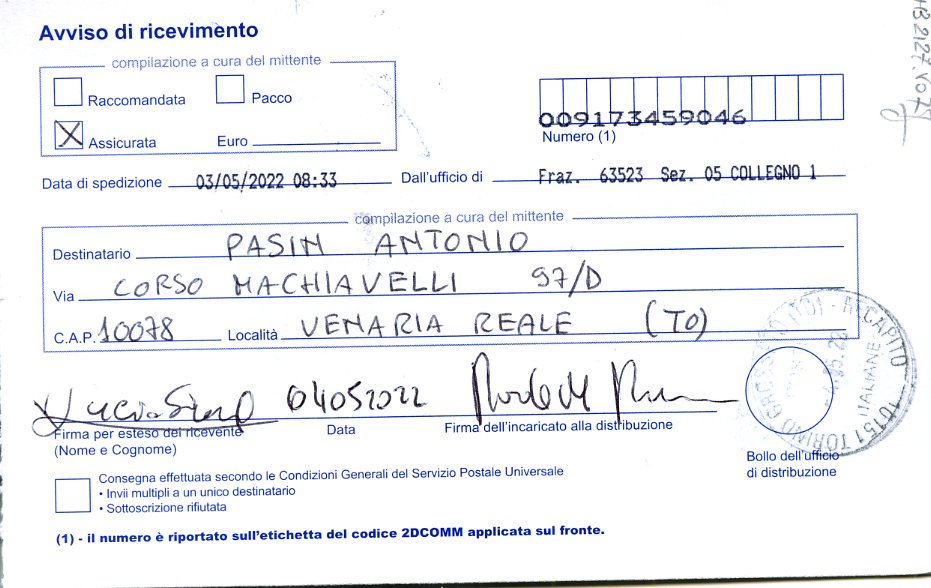 Avviso di ricevimento
compilazione a cura del mittente
Raccomandata Pacco
Assicurata Euro
009173459046
Numero (1)
Data di spedizione 03/05/2022 08:33 Dall'ufficio di Fraz. 63523 Sez. 05 COLLEGNO 1
compilazione a cura del mittente
Destinatario PASIN ANTONIO
Via CORSO MACHIAVELLI 97/D
C.A.P. 10078 Località VENARIA REALE (TO)
04052022
Firma per esteso del ricevente Data Firma dell'incaricato alla distribuzione
(Nome e Cognome)
RECAPITO
ITALIANE
10151 TORINO
Bollo dell'ufficio
di distribuzione
Consegna effettuata secondo le Condizioni Generali del Servizio Postale Universale
• Invii multipli a un unico destinatario
• Sottoscrizione rifiutata
(1) - il numero è riportato sull'etichetta del codice 2DCOMM applicata sul fronte.